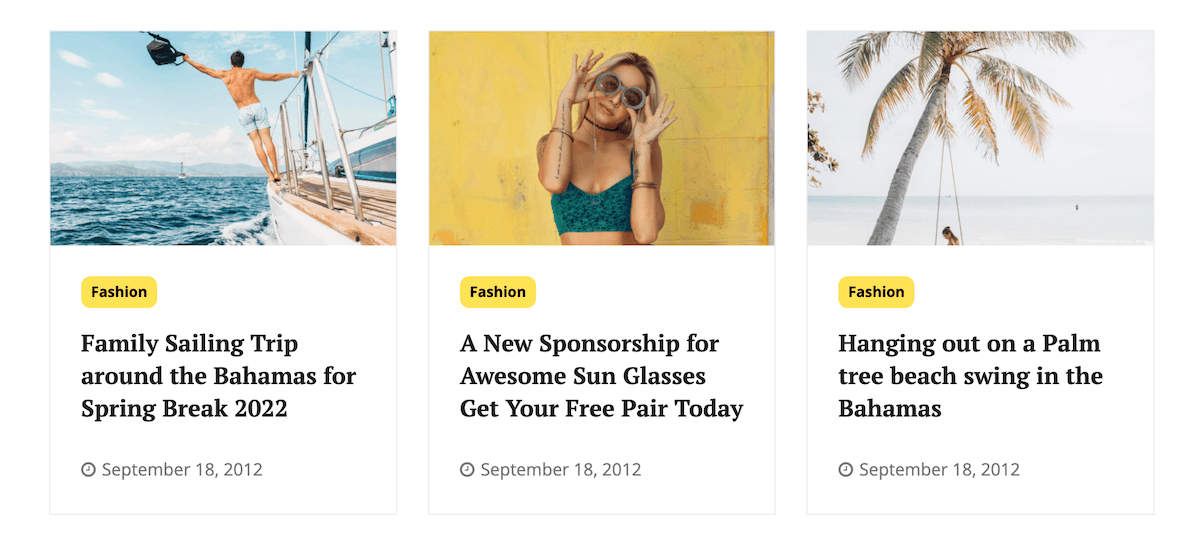 Fashion
Family Sailing Trip
around the Bahamas for
Spring Break 2022
September 18, 2012
Fashion
A New Sponsorship for
Awesome Sun Glasses
Get Your Free Pair Today
September 18, 2012
Fashion
Hanging out on a Palm
tree beach swing in the
Bahamas
September 18, 2012